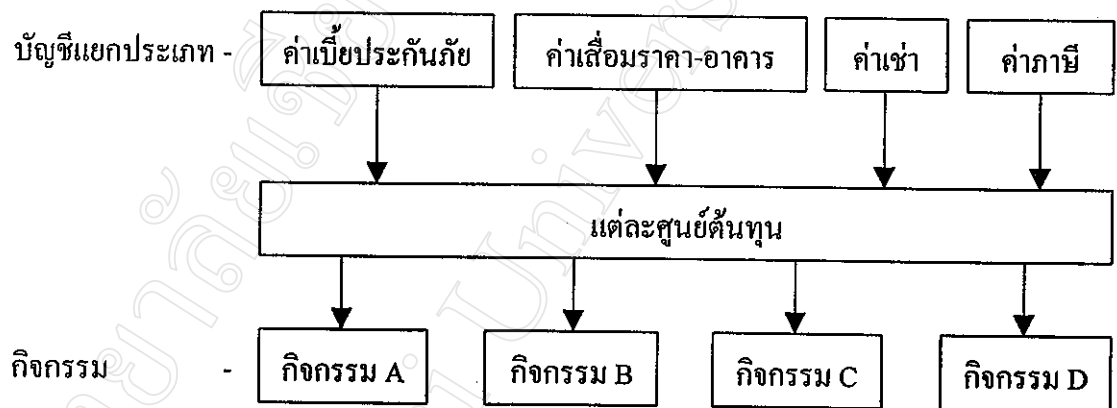 บัญชีแยกประเภท - ค่าเบี้ยประกันภัย ค่าเสื่อมราคา-อาคาร ค่าเช่า ค่าภาษี
แต่ละศูนย์ต้นทุน
กิจกรรม - กิจกรรม A กิจกรรม B กิจกรรม C กิจกรรม D